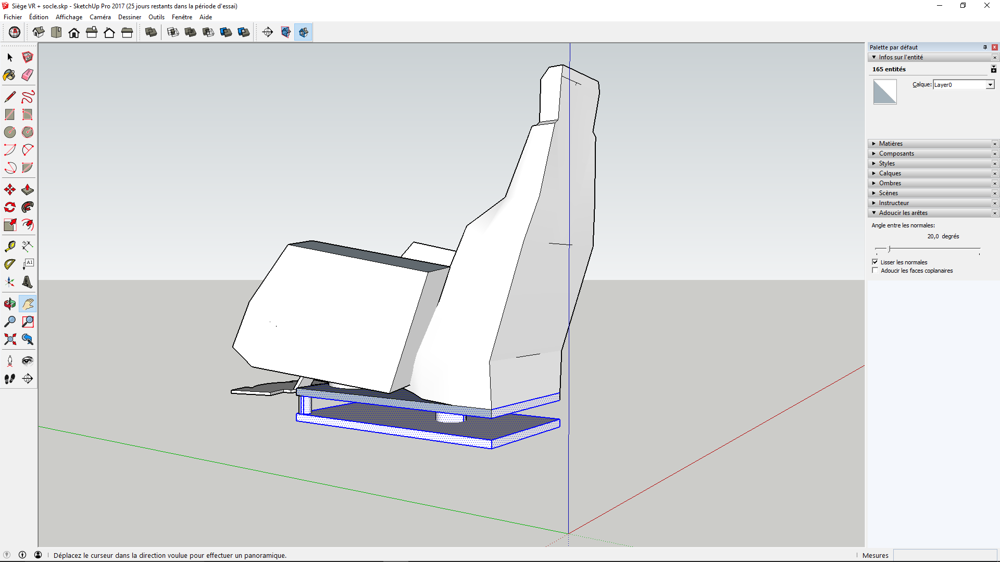 Siège VR + socle.skp - SketchUp Pro 2017 (25 jours restants dans la période d'essai)
Fichier Édition Affichage Caméra Dessiner Outils Fenêtre Aide
Palette par défaut
Infos sur l'entité
165 entités
Calque: Layer0
Matières
Composants
Styles
Calques
Ombres
Scènes
Instructeur
Adoucir les arêtes
Angle entre les normales:
20,0 degrés
Lisser les normales
Adoucir les faces coplanaires
A1
Déplacez le curseur dans la direction voulue pour effectuer un panoramique.
Mesures